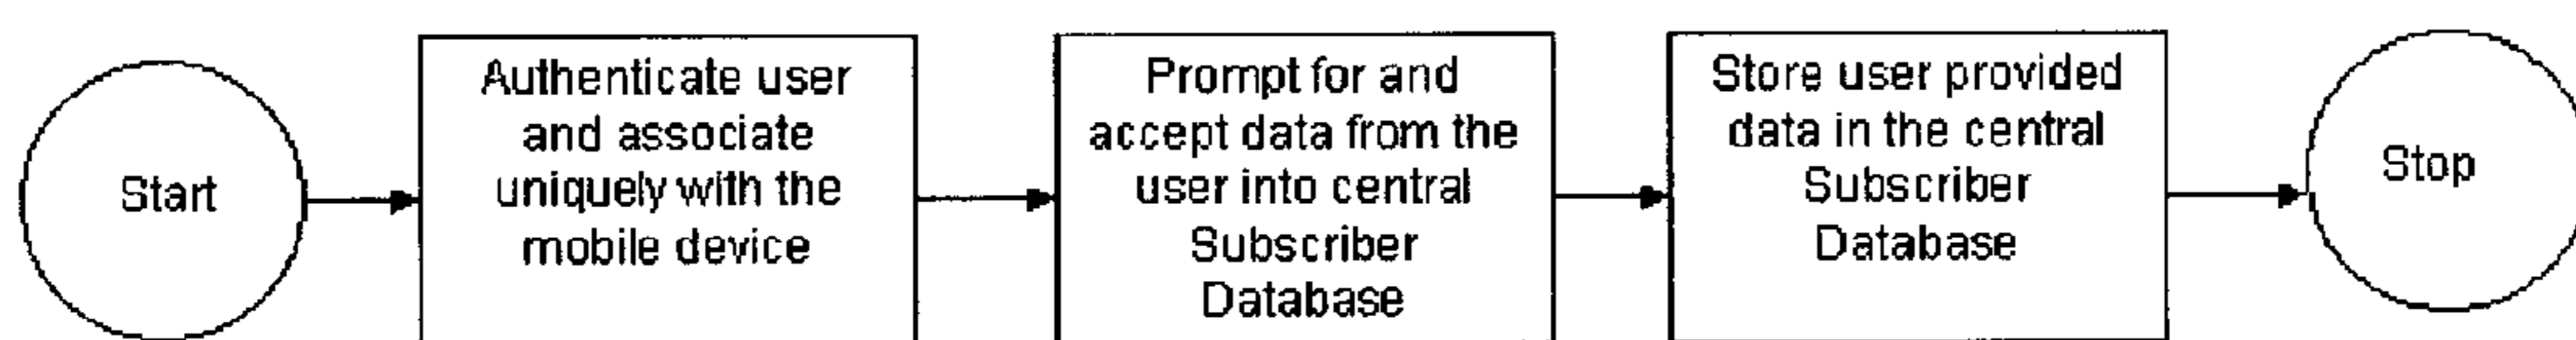 Start
Authenticate user
and associate
uniquely with the
mobile device
Prompt for and
accept data from the
user into central
Subscriber
Database
Store user provided
data in the central
Subscriber
Database
Stop